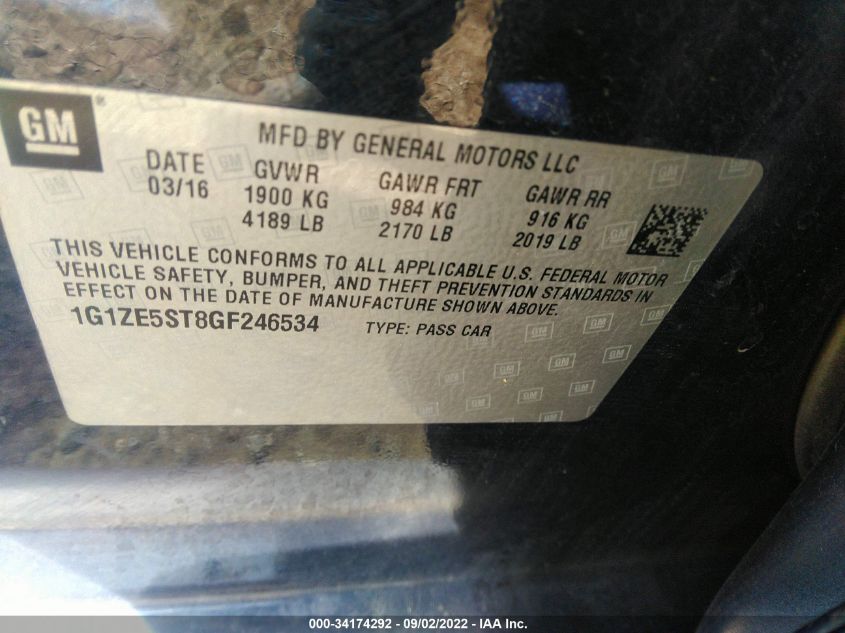 GM
MFD BY GENERAL MOTORS LLC
DATE GVWR GAWR FRT GAWR RR
03/16 1900 KG 984 KG 916 KG
4189 LB 2170 LB 2019 LB
THIS VEHICLE CONFORMS TO ALL APPLICABLE U.S. FEDERAL MOTOR
VEHICLE SAFETY, BUMPER, AND THEFT PREVENTION STANDARDS IN
EFFECT ON THE DATE OF MANUFACTURE SHOWN ABOVE.
1G1ZE5ST8GF246534 TYPE: PASS CAR
000-34174292 - 09/02/2022 - IAA Inc.